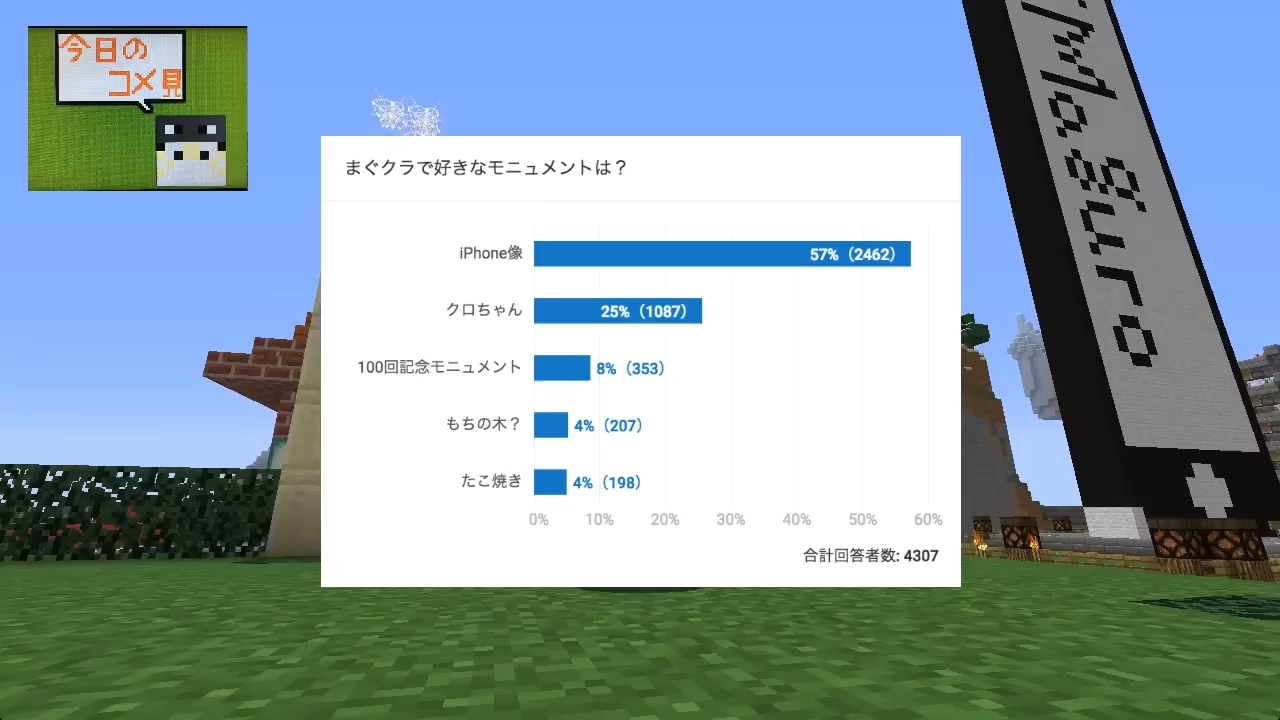 今日の
コメ見
まぐクラで好きなモニュメントは？
iPhone像
57%（2462）
クロちゃん
25%（1087）
100回記念モニュメント
8%（353）
もちの木？
4%（207）
たこ焼き
4%（198）
0% 10% 20% 30% 40% 50% 60%
合計回答者数: 4307
Ma,guro